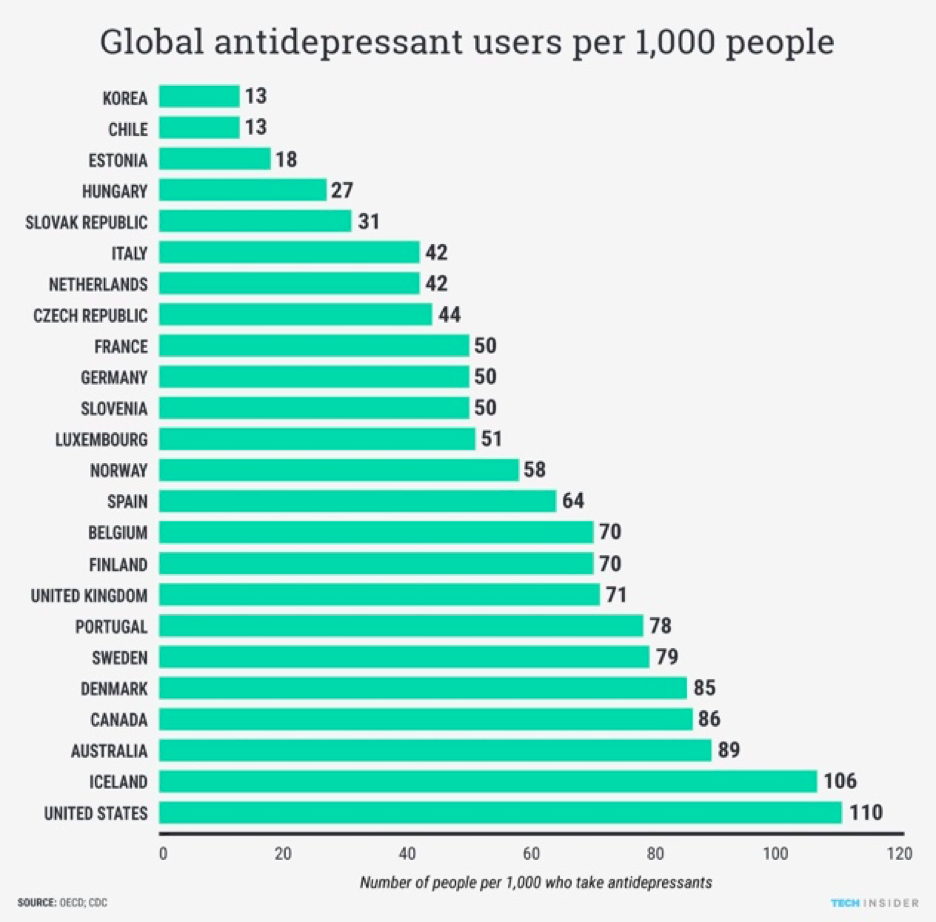 Global antidepressant users per 1,000 people
KOREA 13
CHILE 13
ESTONIA 18
HUNGARY 27
SLOVAK REPUBLIC 31
ITALY 42
NETHERLANDS 42
CZECH REPUBLIC 44
FRANCE 50
GERMANY 50
SLOVENIA 50
LUXEMBOURG 51
NORWAY 58
SPAIN 64
BELGIUM 70
FINLAND 70
UNITED KINGDOM 71
PORTUGAL 78
SWEDEN 79
DENMARK 85
CANADA 86
AUSTRALIA 89
ICELAND 106
UNITED STATES 110
0 20 40 60 80 100 120
Number of people per 1,000 who take antidepressants
SOURCE: OECD; CDC TECH INSIDER